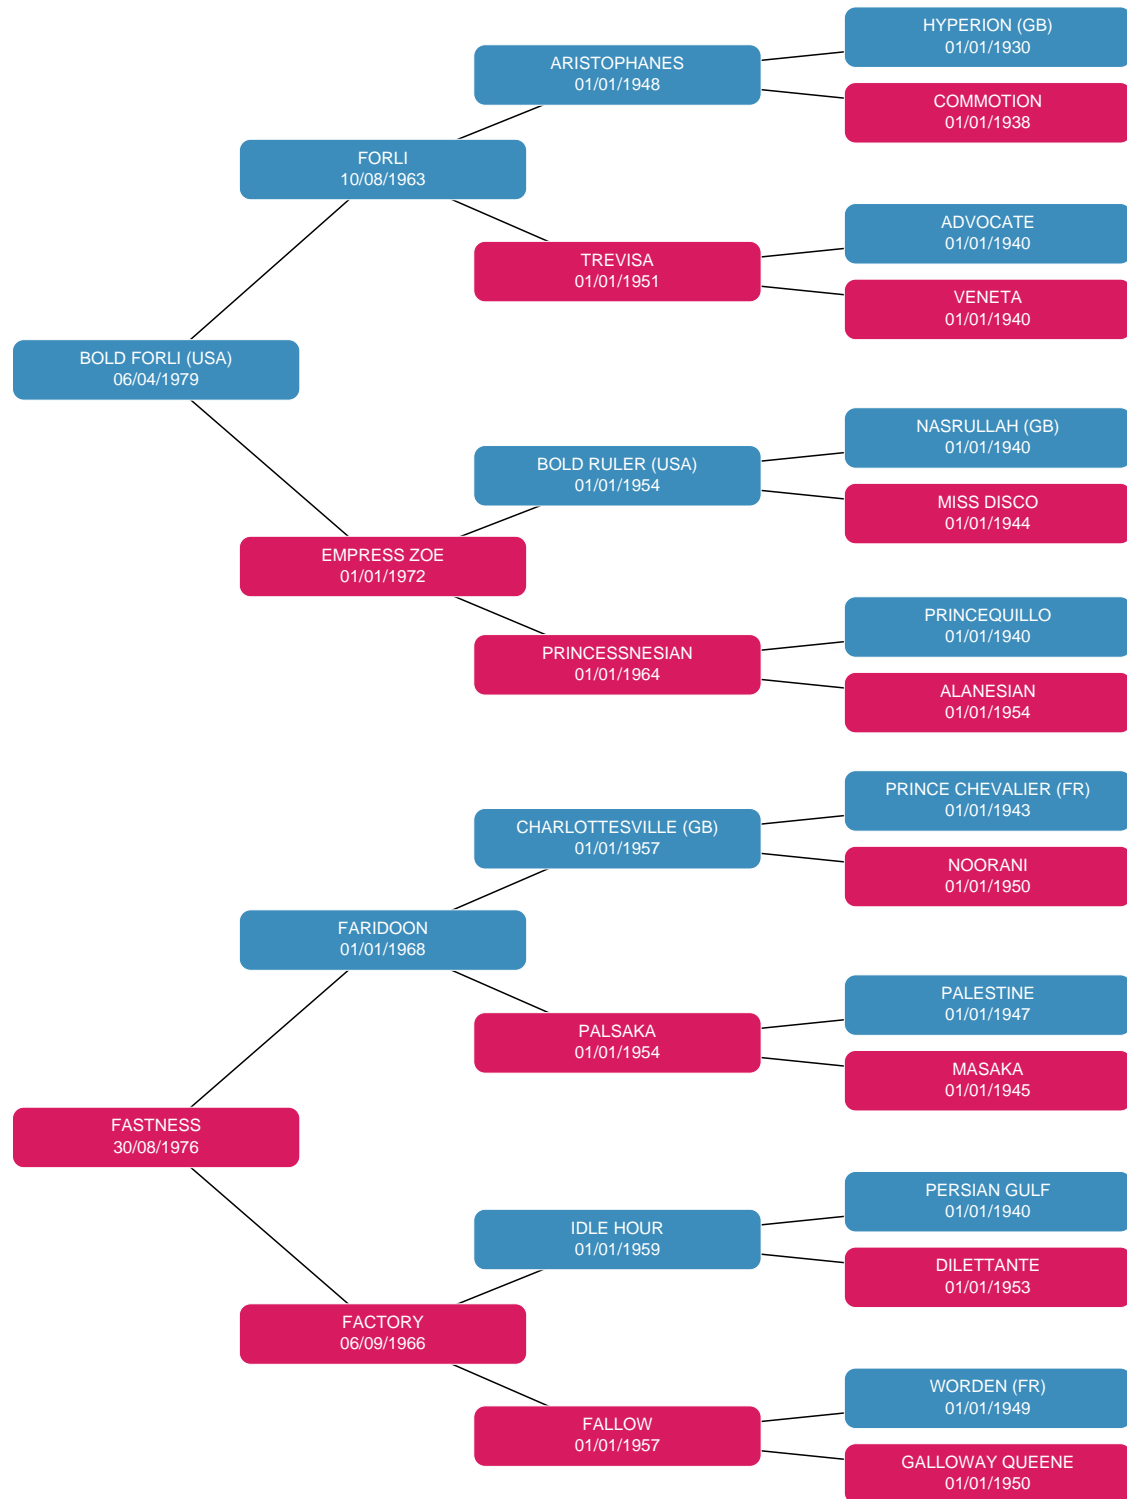 HYPERION (GB)
01/01/1930
ARISTOPHANES
01/01/1948
COMMOTION
01/01/1938
FORLI
10/08/1963
ADVOCATE
01/01/1940
TREVISA
01/01/1951
VENETA
01/01/1940
BOLD FORLI (USA)
06/04/1979
NASRULLAH (GB)
01/01/1940
BOLD RULER (USA)
01/01/1954
MISS DISCO
01/01/1944
EMPRESS ZOE
01/01/1972
PRINCEQUILLO
01/01/1940
PRINCESSNESIAN
01/01/1964
ALANESIAN
01/01/1954
PRINCE CHEVALIER (FR)
01/01/1943
CHARLOTTESVILLE (GB)
01/01/1957
NOORANI
01/01/1950
FARIDOON
01/01/1968
PALESTINE
01/01/1947
PALSAKA
01/01/1954
MASAKA
01/01/1945
FASTNESS
30/08/1976
PERSIAN GULF
01/01/1940
IDLE HOUR
01/01/1959
DILETTANTE
01/01/1953
FACTORY
06/09/1966
WORDEN (FR)
01/01/1949
FALLOW
01/01/1957
GALLOWAY QUEENE
01/01/1950